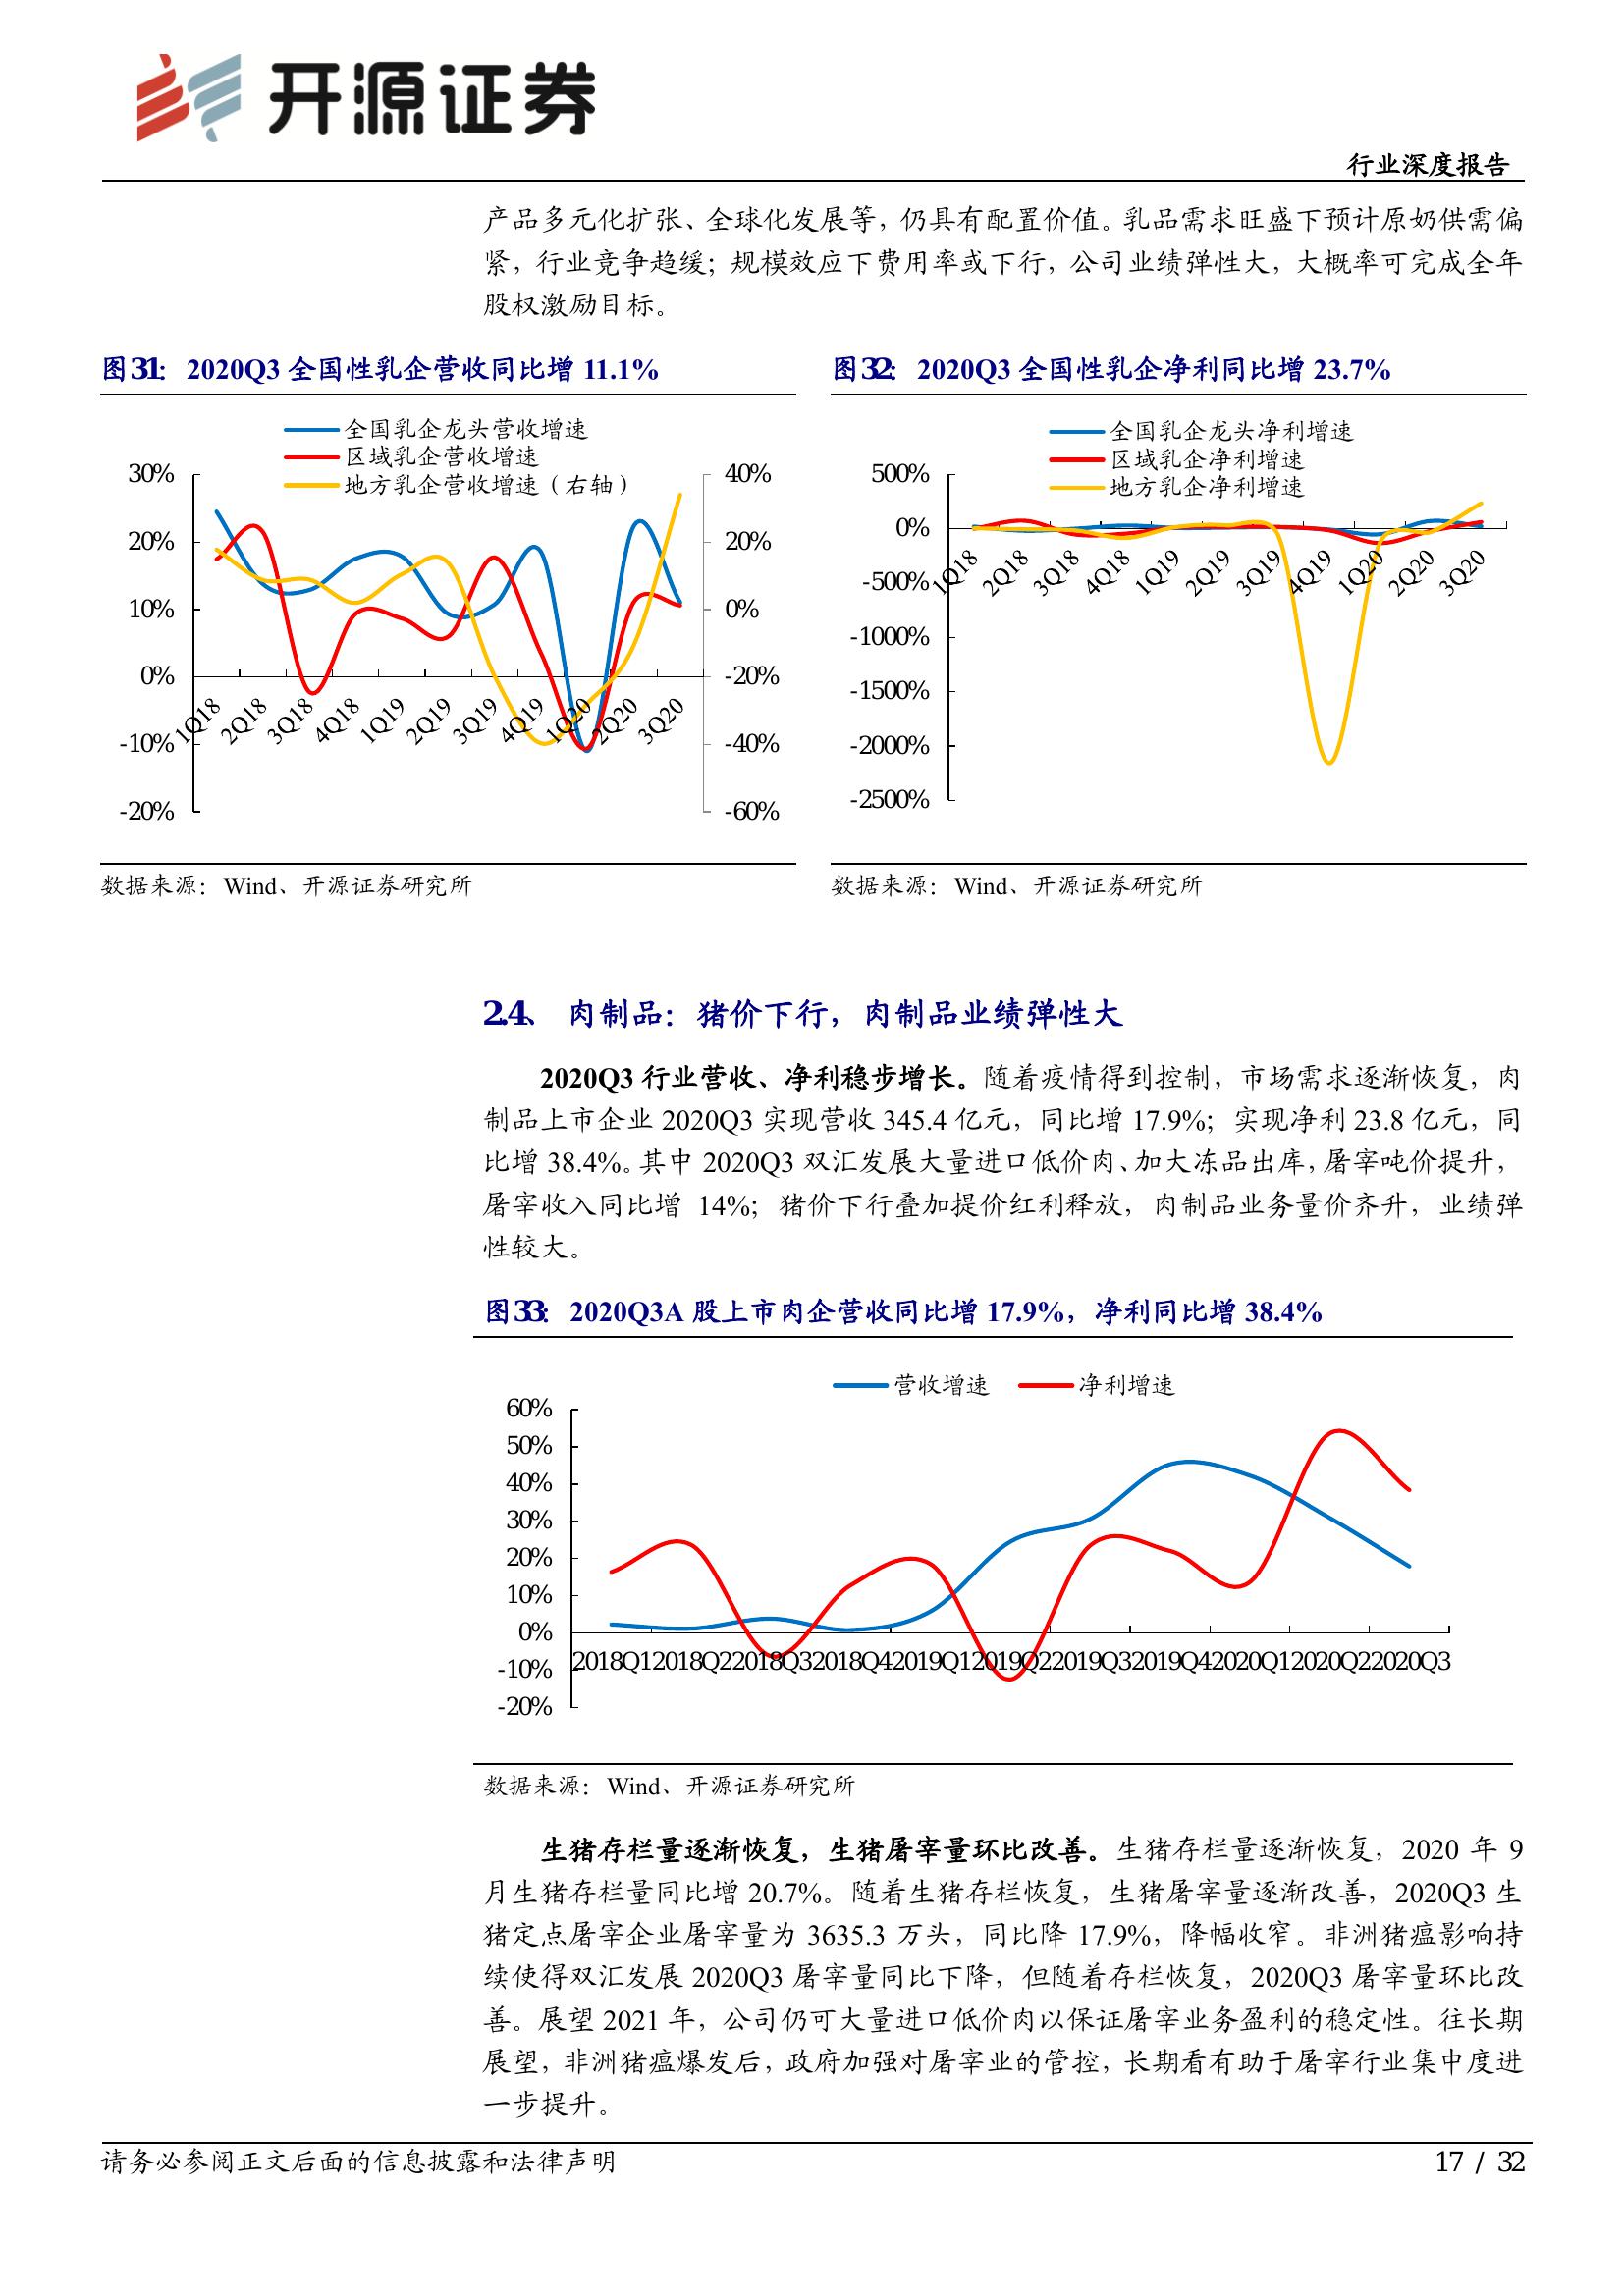 开源证券
行业深度报告
产品多元化扩张、全球化发展等，仍具有配置价值。乳品需求旺盛下预计原奶供需偏
紧，行业竞争趋缓；规模效应下费用率或下行，公司业绩弹性大，大概率可完成全年
股权激励目标。
图31： 2020Q3 全国性乳企营收同比增 11.1%
全国乳企龙头营收增速
区域乳企营收增速
地方乳企营收增速（右轴）
30%
20%
10%
0%
-10%
-20%
40%
20%
0%
-20%
-40%
-60%
1Q18
2Q18
3Q18
4Q18
1Q19
2Q19
3Q19
4Q19
1Q20
2Q20
3Q20
数据来源：Wind、开源证券研究所
图32： 2020Q3 全国性乳企净利同比增 23.7%
全国乳企龙头净利增速
区域乳企净利增速
地方乳企净利增速
500%
0%
-500%
-1000%
-1500%
-2000%
-2500%
1Q18
2Q18
3Q18
4Q18
1Q19
2Q19
3Q19
4Q19
1Q20
2Q20
3Q20
数据来源：Wind、开源证券研究所
2.4、 肉制品：猪价下行，肉制品业绩弹性大
2020Q3 行业营收、净利稳步增长。随着疫情得到控制，市场需求逐渐恢复，肉
制品上市企业 2020Q3 实现营收 345.4 亿元，同比增 17.9%；实现净利 23.8 亿元，同
比增 38.4%。其中 2020Q3 双汇发展大量进口低价肉、加大冻品出库，屠宰吨价提升，
屠宰收入同比增 14%；猪价下行叠加提价红利释放，肉制品业务量价齐升，业绩弹
性较大。
图33： 2020Q3A 股上市肉企营收同比增 17.9%，净利同比增 38.4%
营收增速 净利增速
60%
50%
40%
30%
20%
10%
0%
-10%
-20%
2018Q1 2018Q2 2018Q3 2018Q4 2019Q1 2019Q2 2019Q3 2019Q4 2020Q1 2020Q2 2020Q3
数据来源：Wind、开源证券研究所
生猪存栏量逐渐恢复，生猪屠宰量环比改善。生猪存栏量逐渐恢复，2020 年 9
月生猪存栏量同比增 20.7%。随着生猪存栏恢复，生猪屠宰量逐渐改善，2020Q3 生
猪定点屠宰企业屠宰量为 3635.3 万头，同比降 17.9%，降幅收窄。非洲猪瘟影响持
续使得双汇发展 2020Q3 屠宰量同比下降，但随着存栏恢复，2020Q3 屠宰量环比改
善。展望 2021 年，公司仍可大量进口低价肉以保证屠宰业务盈利的稳定性。往长期
展望，非洲猪瘟爆发后，政府加强对屠宰业的管控，长期看有助于屠宰行业集中度进
一步提升。
请务必参阅正文后面的信息披露和法律声明
17 / 32